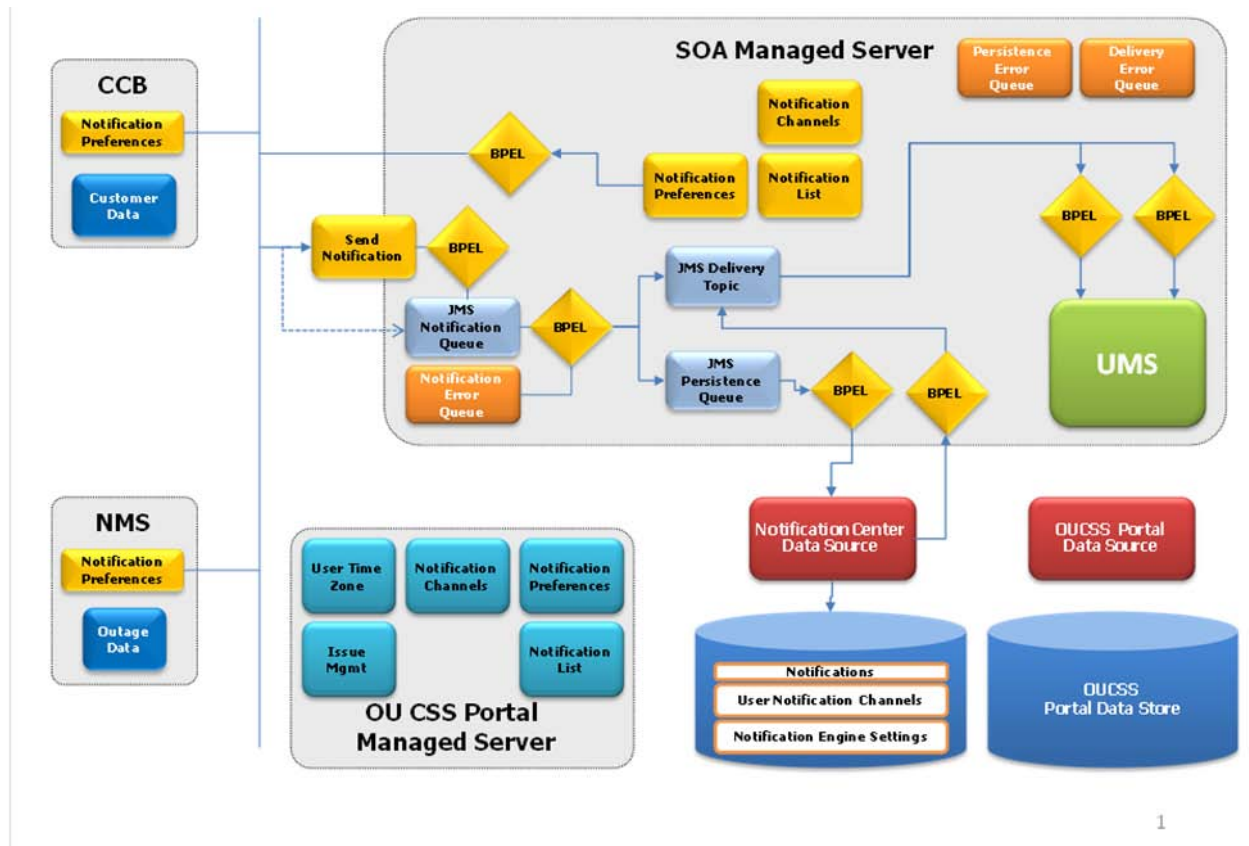 SOA Managed Server
Persistence
Error
Queue
Delivery
Error
Queue
CCB
Notification
Preferences
Customer
Data
Notification
Channels
BPEL
Notification
Preferences
Notification
List
BPEL
BPEL
Send
Notification
BPEL
JMS Delivery
Topic
JMS
Notification
Queue
BPEL
UMS
JMS
Persistence
Queue
BPEL
BPEL
Notification
Error
Queue
NMS
Notification
Preferences
Outage
Data
User Time
Zone
Notification
Channels
Notification
Preferences
Issue
Mgmt
Notification
List
OU CSS Portal
Managed Server
Notification Center
Data Source
OUCSS Portal
Data Source
Notifications
User Notification Channels
Notification Engine Settings
OUCSS
Portal Data Store
1